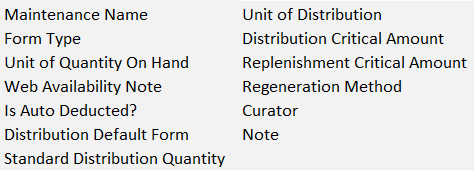 Maintenance Name
Form Type
Unit of Quantity On Hand
Web Availability Note
Is Auto Deducted?
Distribution Default Form
Standard Distribution Quantity
Unit of Distribution
Distribution Critical Amount
Replenishment Critical Amount
Regeneration Method
Curator
Note